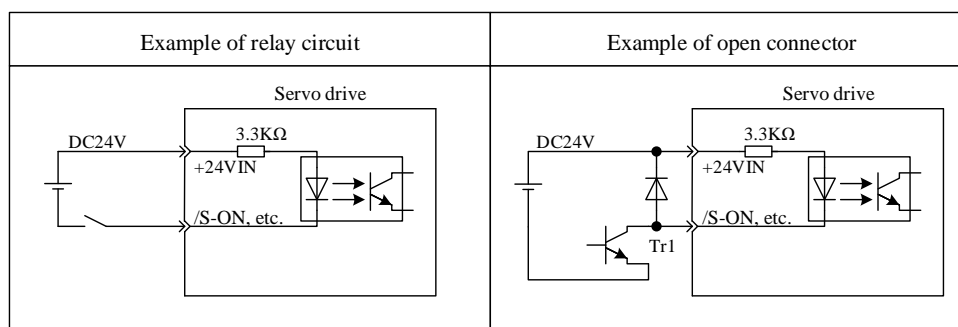 Example of relay circuit
Example of open connector
Servo drive
DC24V
3.3KΩ
+24VIN
/S-ON, etc.
Servo drive
DC24V
3.3KΩ
+24VIN
/S-ON, etc.
Tr1